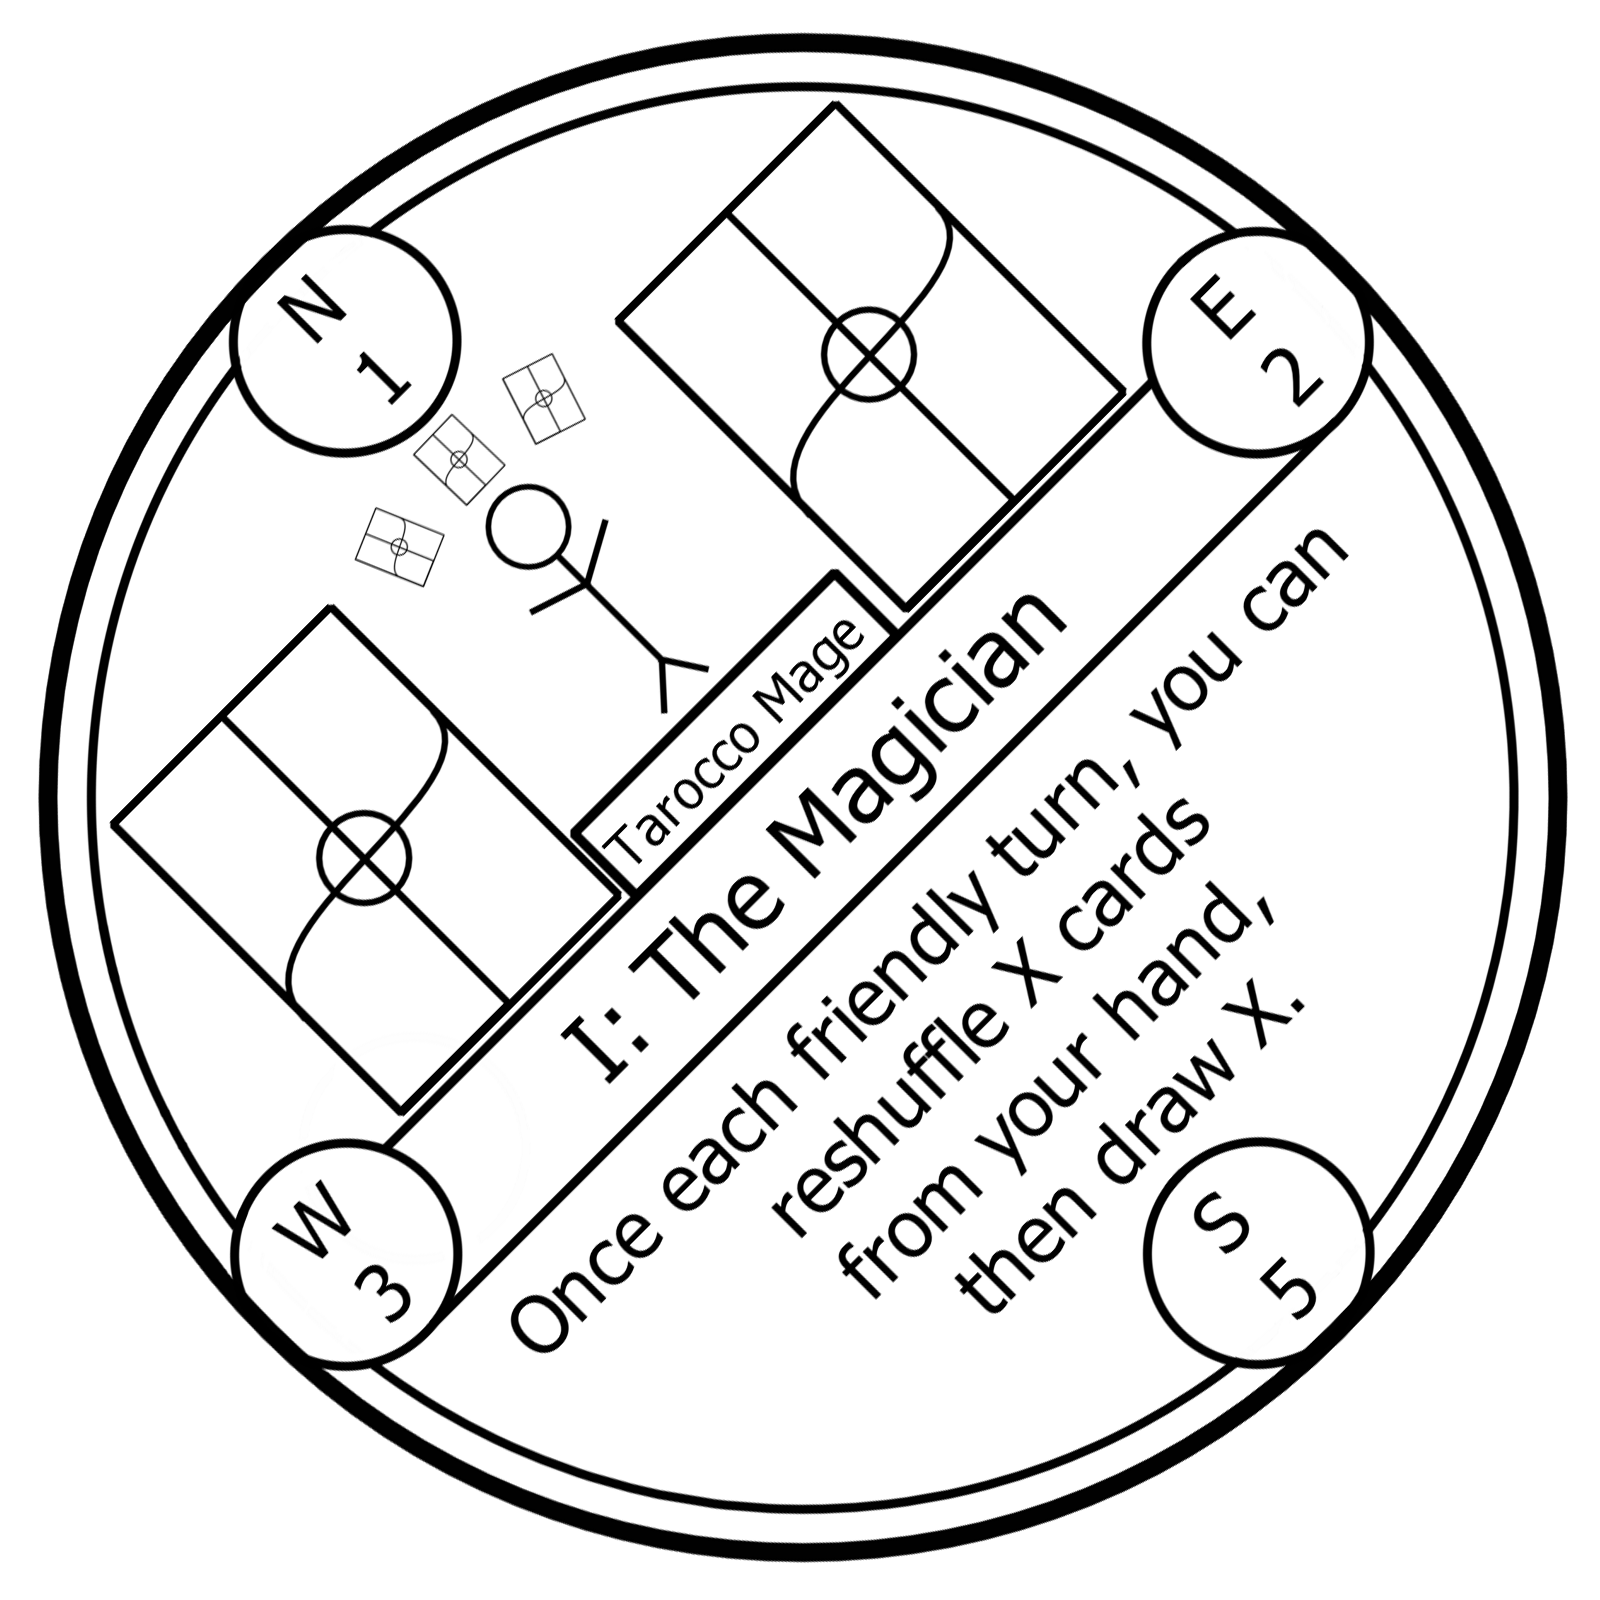 N
1
E
2
Tarocco Mage
I: The Magician
Once each friendly turn, you can
reshuffle X cards
from your hand,
then draw X.
W
3
S
5